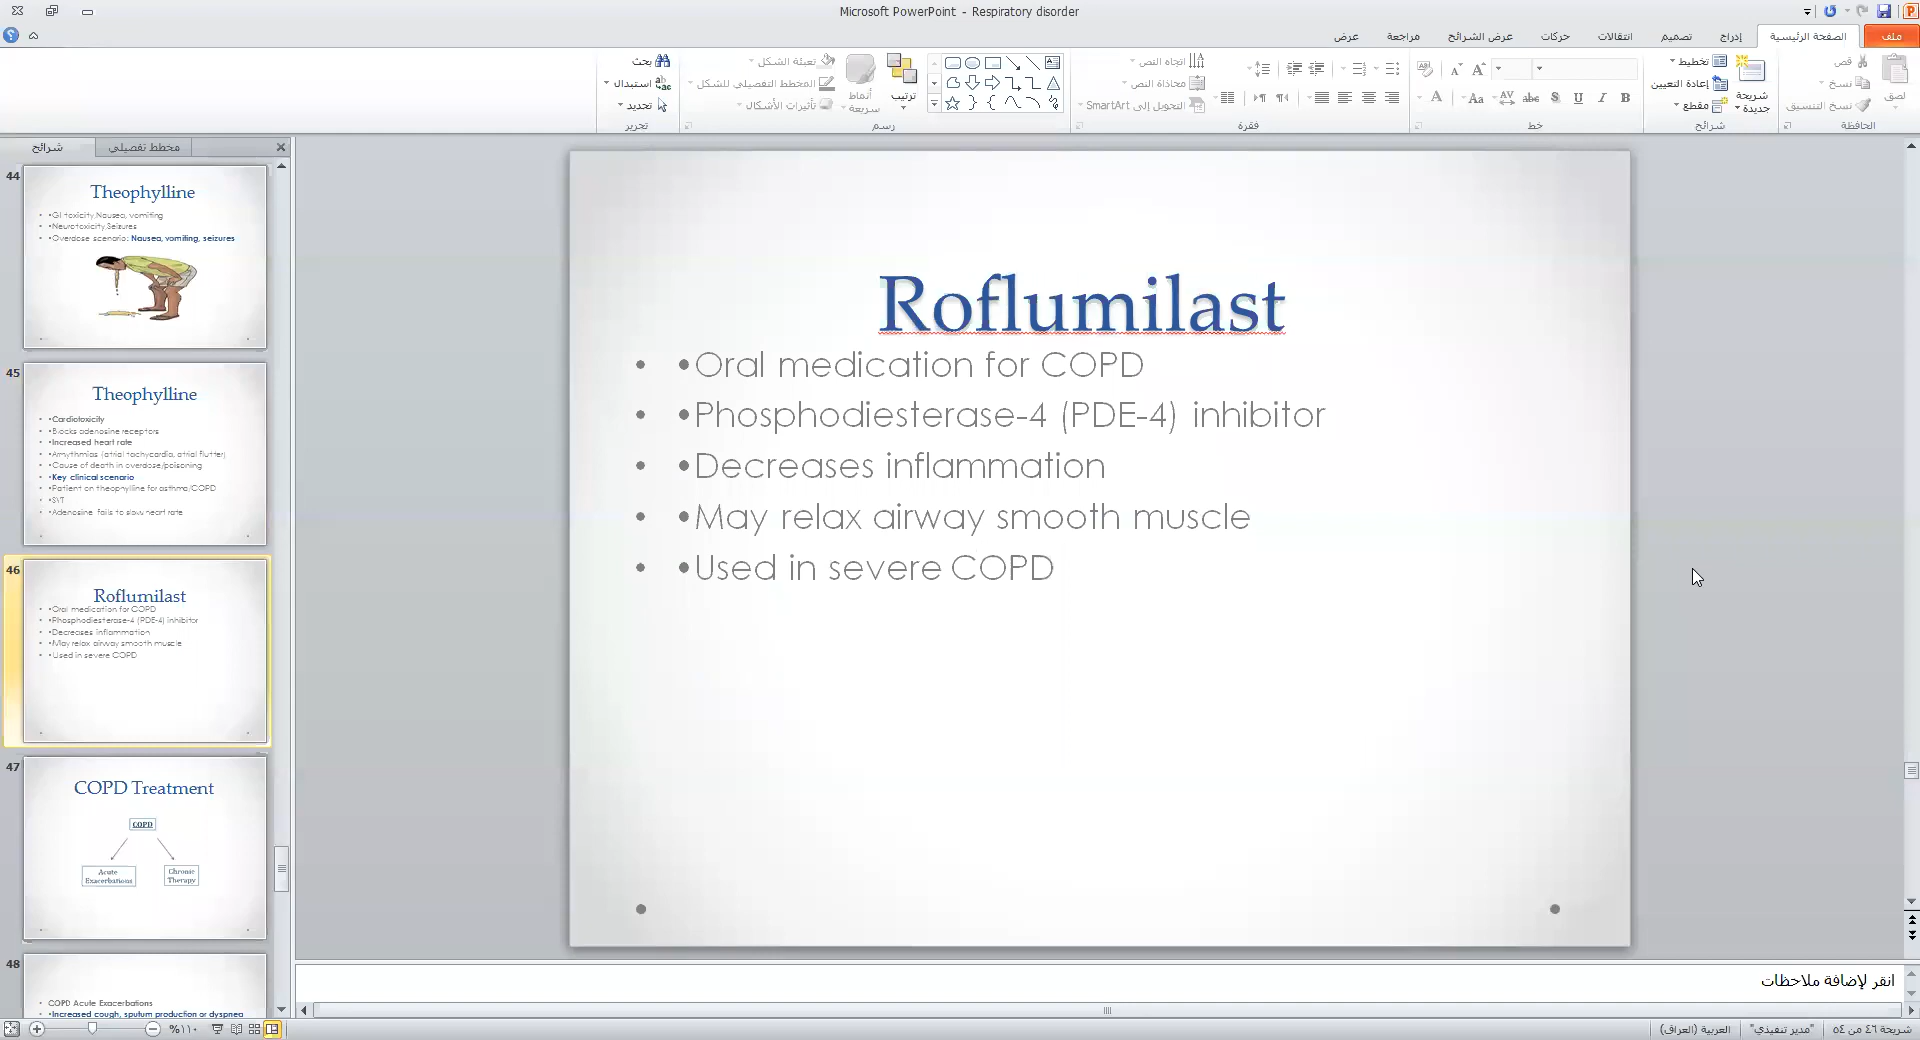 Microsoft PowerPoint - Respiratory disorder
ملف
الصفحة الرئيسية
إدراج
تصميم
انتقالات
حركات
عرض الشرائح
مراجعة
عرض
لصق
قص
نسخ
نسخ التنسيق
الحافظة
شريحة جديدة
تخطيط
إعادة التعيين
مقطع
شرائح
خط
اتجاه النص
محاذاة النص
التحويل إلى SmartArt
فقرة
ترتيب
أنماط سريعة
تعبئة الشكل
المخطط التفصيلي للشكل
تأثيرات الأشكال
رسم
بحث
استبدال
تحديد
تحرير
شرائح
مخطط تفصيلي
44
Theophylline
• •GI toxicity,Nausea, vomiting
• •Neurotoxicity,Seizures
• •Overdose scenario: Nausea, vomiting, seizures
45
Theophylline
• •Cardiotoxicity
• •Blocks adenosine receptors
• •Increased heart rate
• •Arrhythmias (atrial tachycardia, atrial flutter)
• •Cause of death in overdose/poisoning
• •Key clinical scenario
• •Patient on theophylline for asthma/COPD
• •SVT
• •Adenosine fails to slow heart rate
46
Roflumilast
• •Oral medication for COPD
• •Phosphodiesterase-4 (PDE-4) inhibitor
• •Decreases inflammation
• •May relax airway smooth muscle
• •Used in severe COPD
47
COPD Treatment
COPD
Acute Exacerbations
Chronic Therapy
48
• COPD Acute Exacerbations
• •Increased cough, sputum production or dyspnea
Roflumilast
• •Oral medication for COPD
• •Phosphodiesterase-4 (PDE-4) inhibitor
• •Decreases inflammation
• •May relax airway smooth muscle
• •Used in severe COPD
انقر لإضافة ملاحظات
شريحة ٤٦ من ٥٤
"مدير تنفيذي"
العربية (العراق)
%١١٠